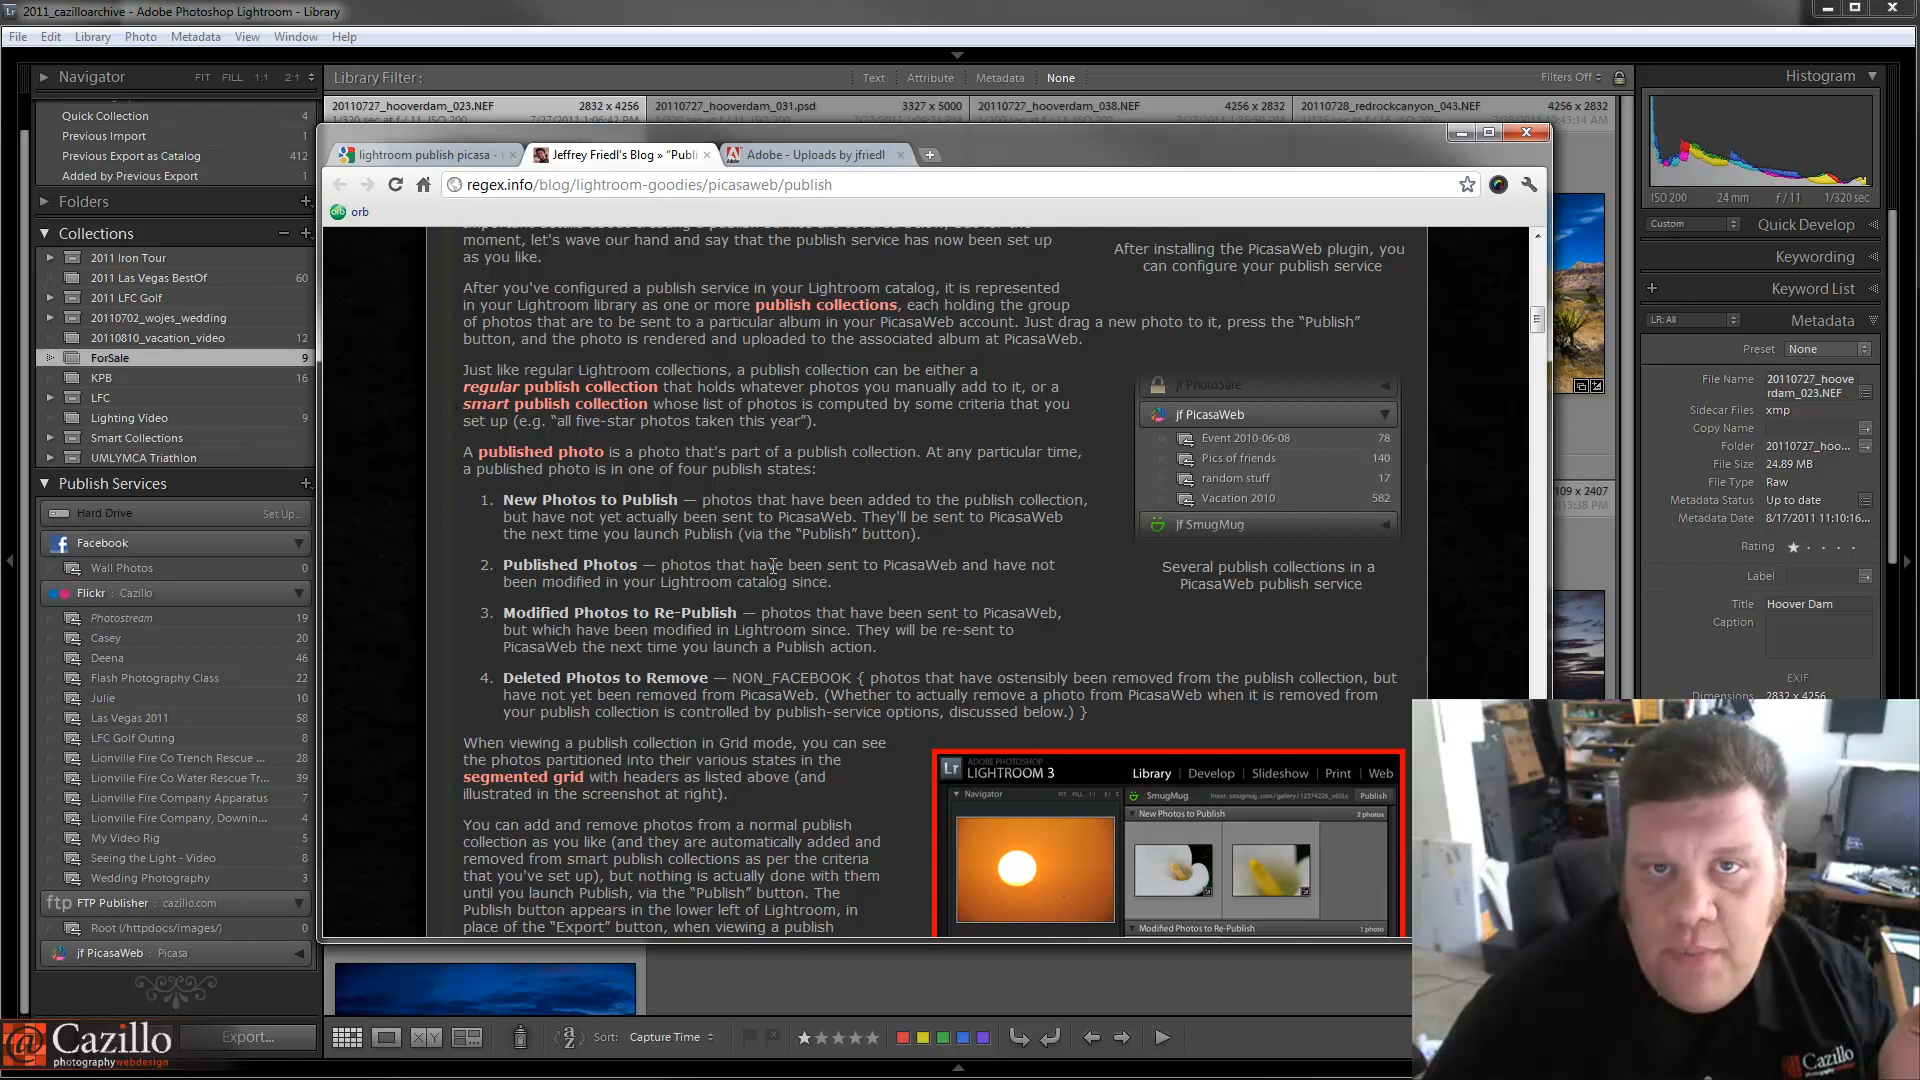 2011_cazilloarchive - Adobe Photoshop Lightroom - Library
File Edit Library Photo Metadata View Window Help
Navigator FIT FILL 1:1 2:1
Library Filter : Text Attribute Metadata None Filters Off
Histogram
Quick Collection 4
Previous Import 1
Previous Export as Catalog 412
Added by Previous Export 1
Folders
Collections
2011 Iron Tour
2011 Las Vegas BestOf 60
2011 LFC Golf
20110702_wojes_wedding
20110810_vacation_video 12
ForSale 9
KPB 16
LFC
Lighting Video 9
Smart Collections
UMLYMCA Triathlon
Publish Services
Hard Drive Set Up...
Facebook
Wall Photos 0
Flickr : Cazillo
Photostream 19
Casey 20
Deena 46
Flash Photography Class 22
Julie 10
Las Vegas 2011 58
LFC Golf Outing 8
Lionville Fire Co Trench Rescue ... 28
Lionville Fire Co Water Rescue Tr... 39
Lionville Fire Company Apparatus 7
Lionville Fire Company, Downin... 4
My Video Rig 5
Seeing the Light - Video 8
Wedding Photography 3
FTP Publisher : cazillo.com
Root (/httpdocs/images/) 0
jf PicasaWeb : Picasa
Cazillo
photographywebdesign
Export...
20110727_hooverdam_023.NEF 2832 x 4256
20110727_hooverdam_031.psd 3327 x 5000
20110727_hooverdam_038.NEF 4256 x 2832
20110728_redrockcanyon_043.NEF 4256 x 2832
lightroom publish picasa -
Jeffrey Friedl's Blog » "Publi
Adobe - Uploads by jfriedl
regex.info/blog/lightroom-goodies/picasaweb/publish
orb
moment, let's wave our hand and say that the publish service has now been set up
as you like.
After installing the PicasaWeb plugin, you
can configure your publish service
After you've configured a publish service in your Lightroom catalog, it is represented
in your Lightroom library as one or more publish collections, each holding the group
of photos that are to be sent to a particular album in your PicasaWeb account. Just drag a new photo to it, press the “Publish”
button, and the photo is rendered and uploaded to the associated album at PicasaWeb.
Just like regular Lightroom collections, a publish collection can be either a
regular publish collection that holds whatever photos you manually add to it, or a
smart publish collection whose list of photos is computed by some criteria that you
set up (e.g. “all five-star photos taken this year”).
A published photo is a photo that's part of a publish collection. At any particular time,
a published photo is in one of four publish states:
1. New Photos to Publish — photos that have been added to the publish collection,
but have not yet actually been sent to PicasaWeb. They'll be sent to PicasaWeb
the next time you launch Publish (via the “Publish” button).
2. Published Photos — photos that have been sent to PicasaWeb and have not
been modified in your Lightroom catalog since.
3. Modified Photos to Re-Publish — photos that have been sent to PicasaWeb,
but which have been modified in Lightroom since. They will be re-sent to
PicasaWeb the next time you launch a Publish action.
4. Deleted Photos to Remove — NON_FACEBOOK { photos that have ostensibly been removed from the publish collection, but
have not yet been removed from PicasaWeb. (Whether to actually remove a photo from PicasaWeb when it is removed from
your publish collection is controlled by publish-service options, discussed below.) }
When viewing a publish collection in Grid mode, you can see
the photos partitioned into their various states in the
segmented grid with headers as listed above (and
illustrated in the screenshot at right).
You can add and remove photos from a normal publish
collection as you like (and they are automatically added and
removed from smart publish collections as per the criteria
that you've set up), but nothing is actually done with them
until you launch Publish, via the “Publish” button. The
Publish button appears in the lower left of Lightroom, in
place of the “Export” button, when viewing a publish
jf PhotoSafe
jf PicasaWeb
Event 2010-06-08 78
Pics of friends 140
random stuff 17
Vacation 2010 582
jf SmugMug
Several publish collections in a
PicasaWeb publish service
Lr ADOBE PHOTOSHOP
LIGHTROOM 3
Library Develop Slideshow Print Web
Navigator
SmugMug Publish
New Photos to Publish 2 photos
Modified Photos to Re-Publish 1 photo
Sort: Capture Time
ISO 200 24 mm f / 11 1/320 sec
Custom Quick Develop
Keywording
Keyword List
LR: All Metadata
Preset None
File Name 20110727_hoove
rdam_023.NEF
Sidecar Files xmp
Copy Name
Folder 20110727_hoo...
File Size 24.89 MB
File Type Raw
Metadata Status Up to date
Metadata Date 8/17/2011 11:10:16...
Rating
Label
Title Hoover Dam
Caption
EXIF
Dimensions 2832 x 4256
Cazillo